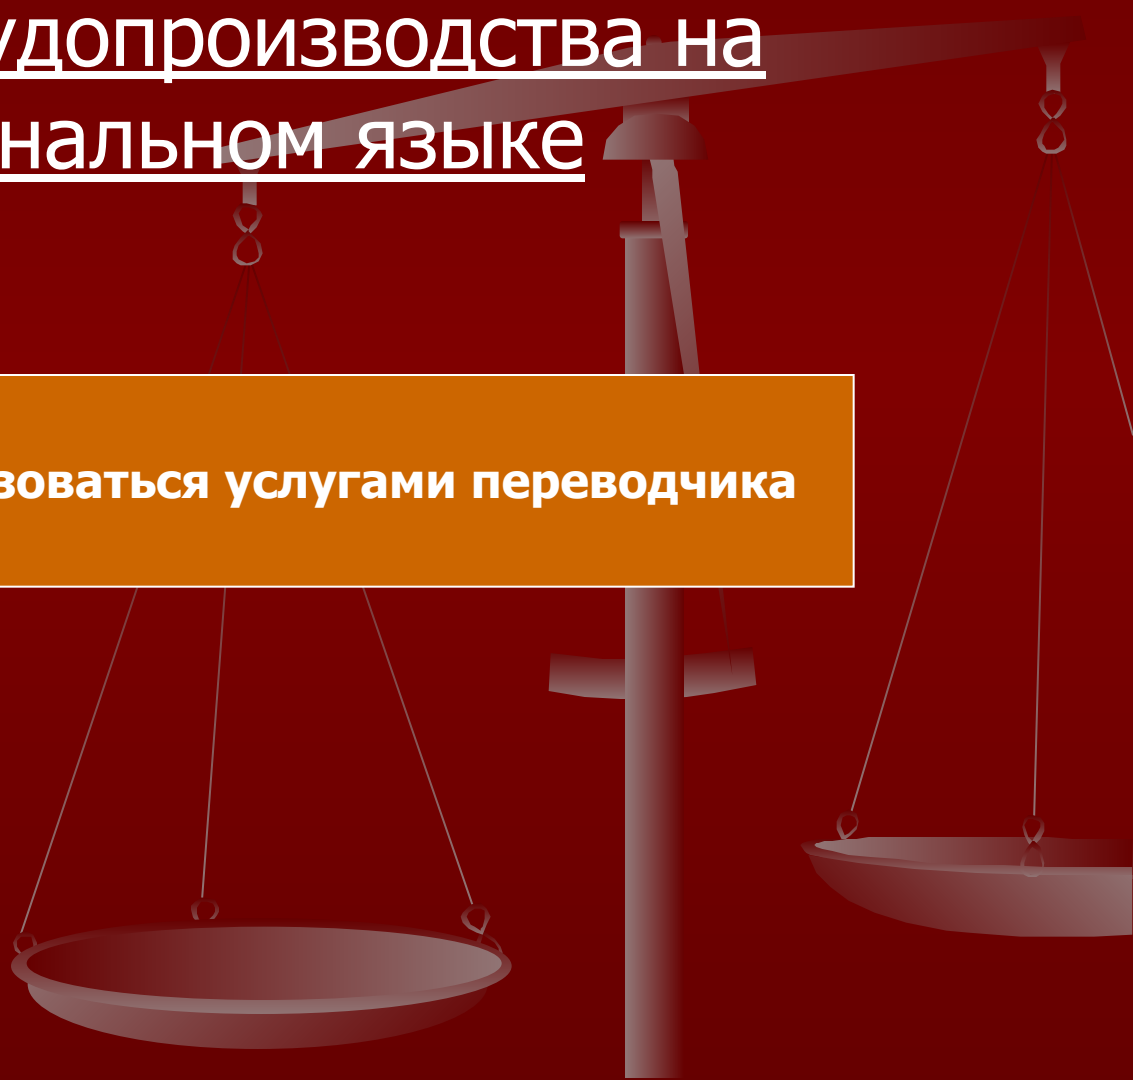 удопроизводства на
нальном языке
зоваться услугами переводчика